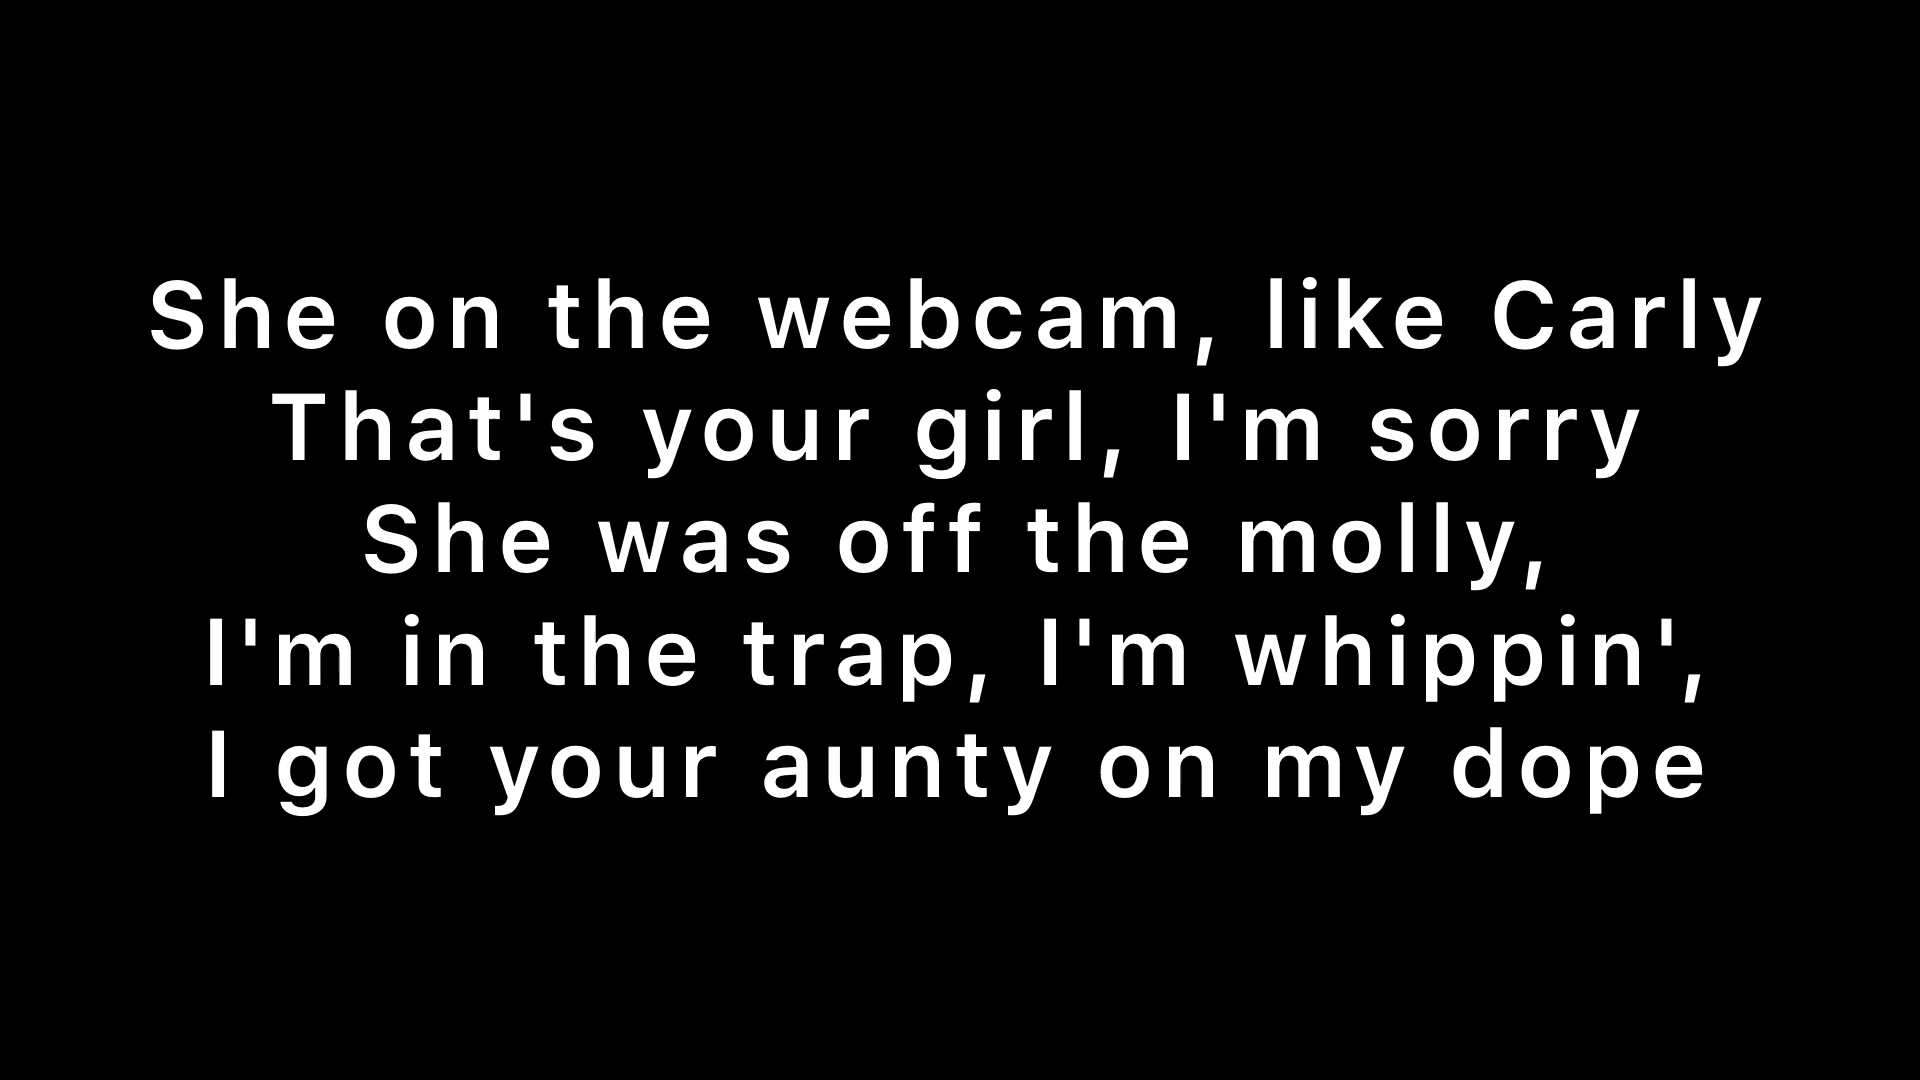 She on the webcam, like Carly
That's your girl, I'm sorry
She was off the molly,
I'm in the trap, I'm whippin',
I got your aunty on my dope